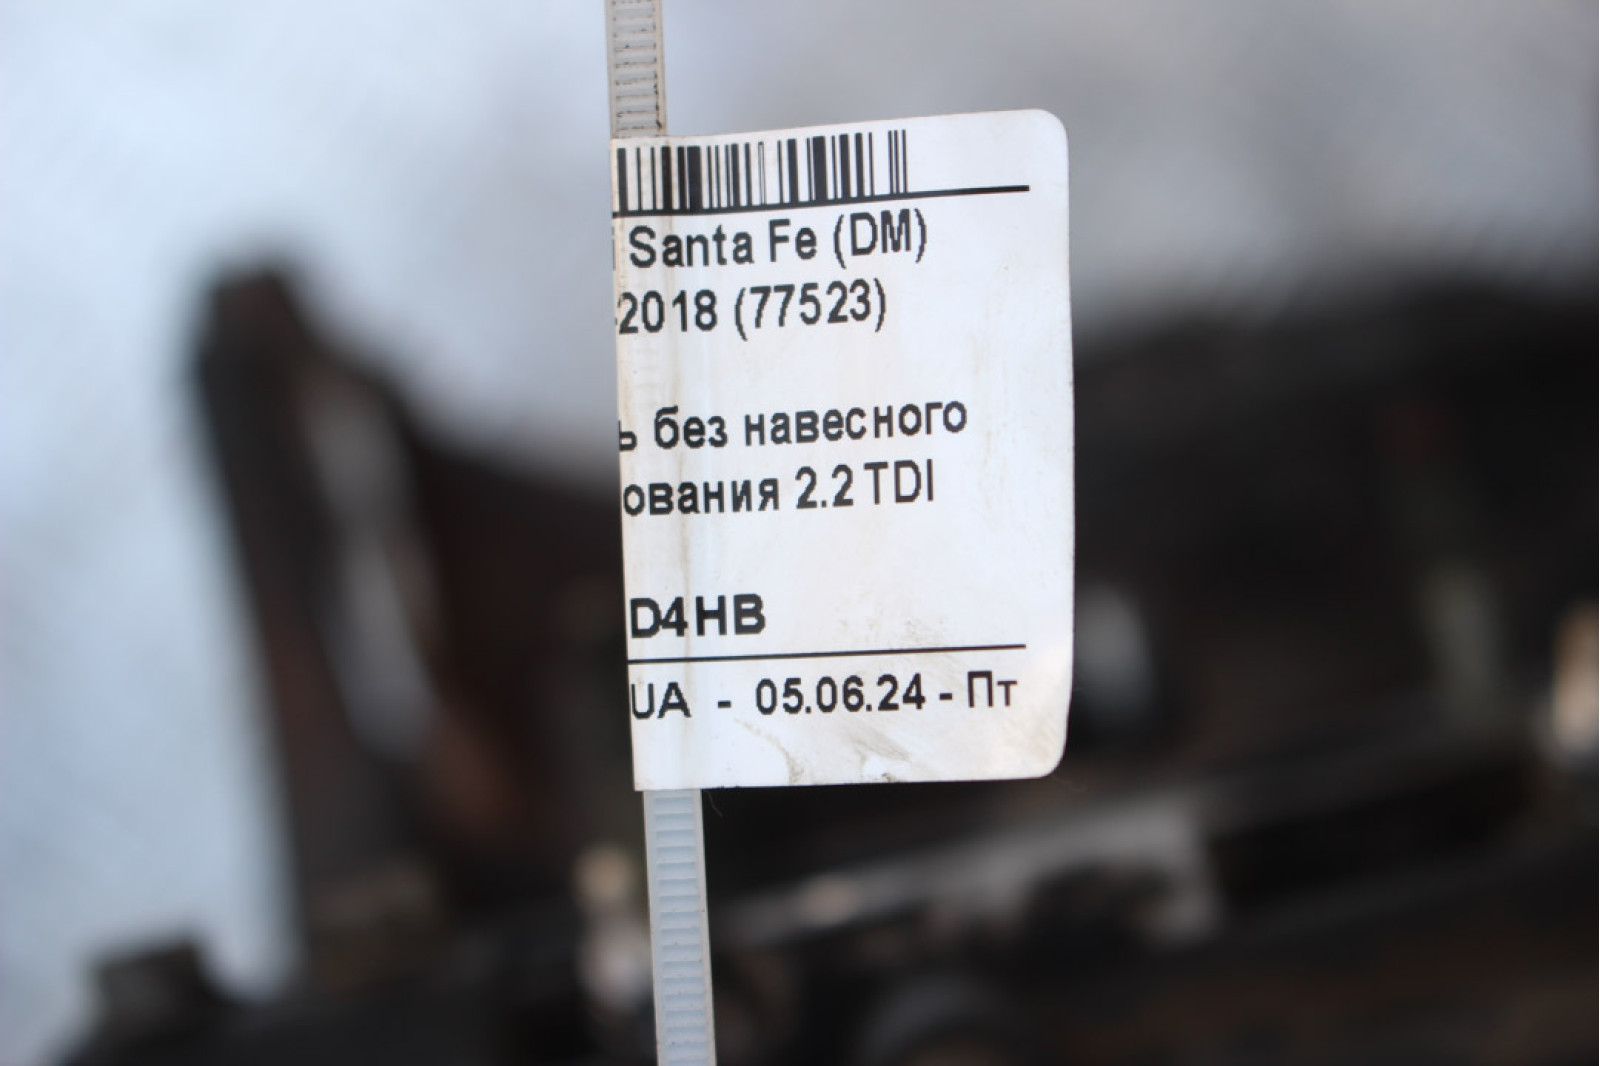 Santa Fe (DM)
2018 (77523)
ь без навесного
ования 2.2 TDI
D4HB
UA - 05.06.24 - Пт